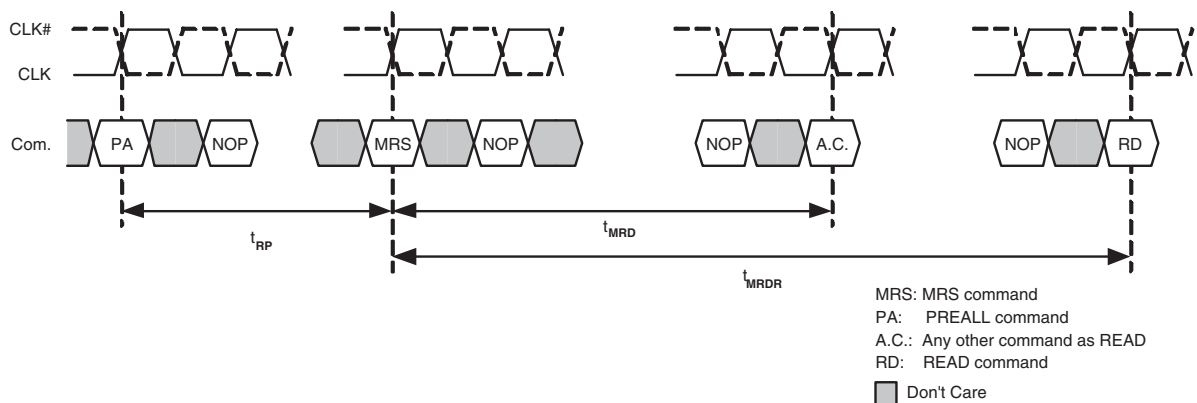 CLK#
CLK
Com.
PA NOP MRS NOP NOP A.C. NOP RD
tRP
tMRD
tMRDR
MRS: MRS command
PA: PREALL command
A.C.: Any other command as READ
RD: READ command
Don't Care